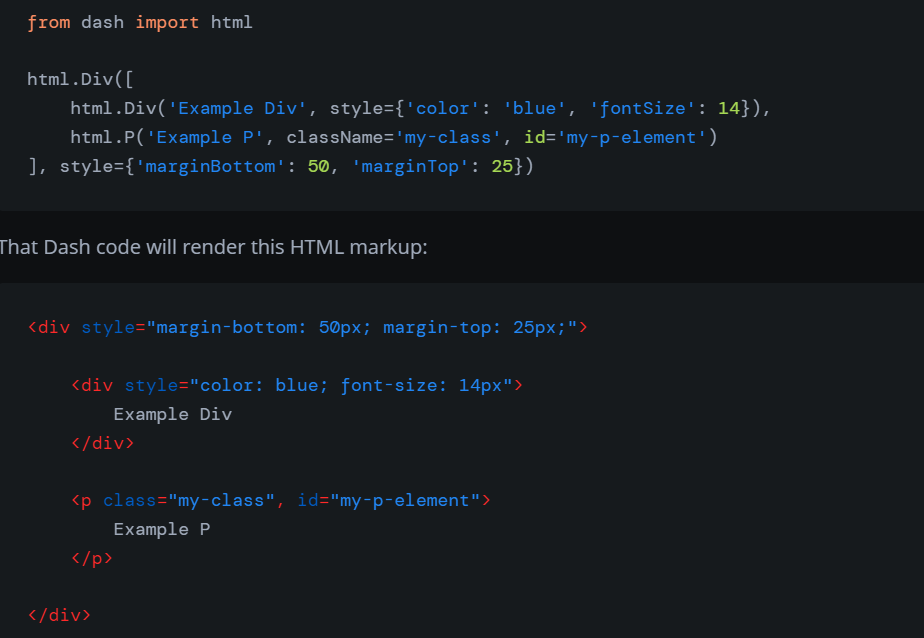 from dash import html
html.Div([
    html.Div('Example Div', style={'color': 'blue', 'fontSize': 14}),
    html.P('Example P', className='my-class', id='my-p-element')
], style={'marginBottom': 50, 'marginTop': 25})
That Dash code will render this HTML markup:
<div style="margin-bottom: 50px; margin-top: 25px;">
    <div style="color: blue; font-size: 14px">
        Example Div
    </div>
    <p class="my-class", id="my-p-element">
        Example P
    </p>
</div>